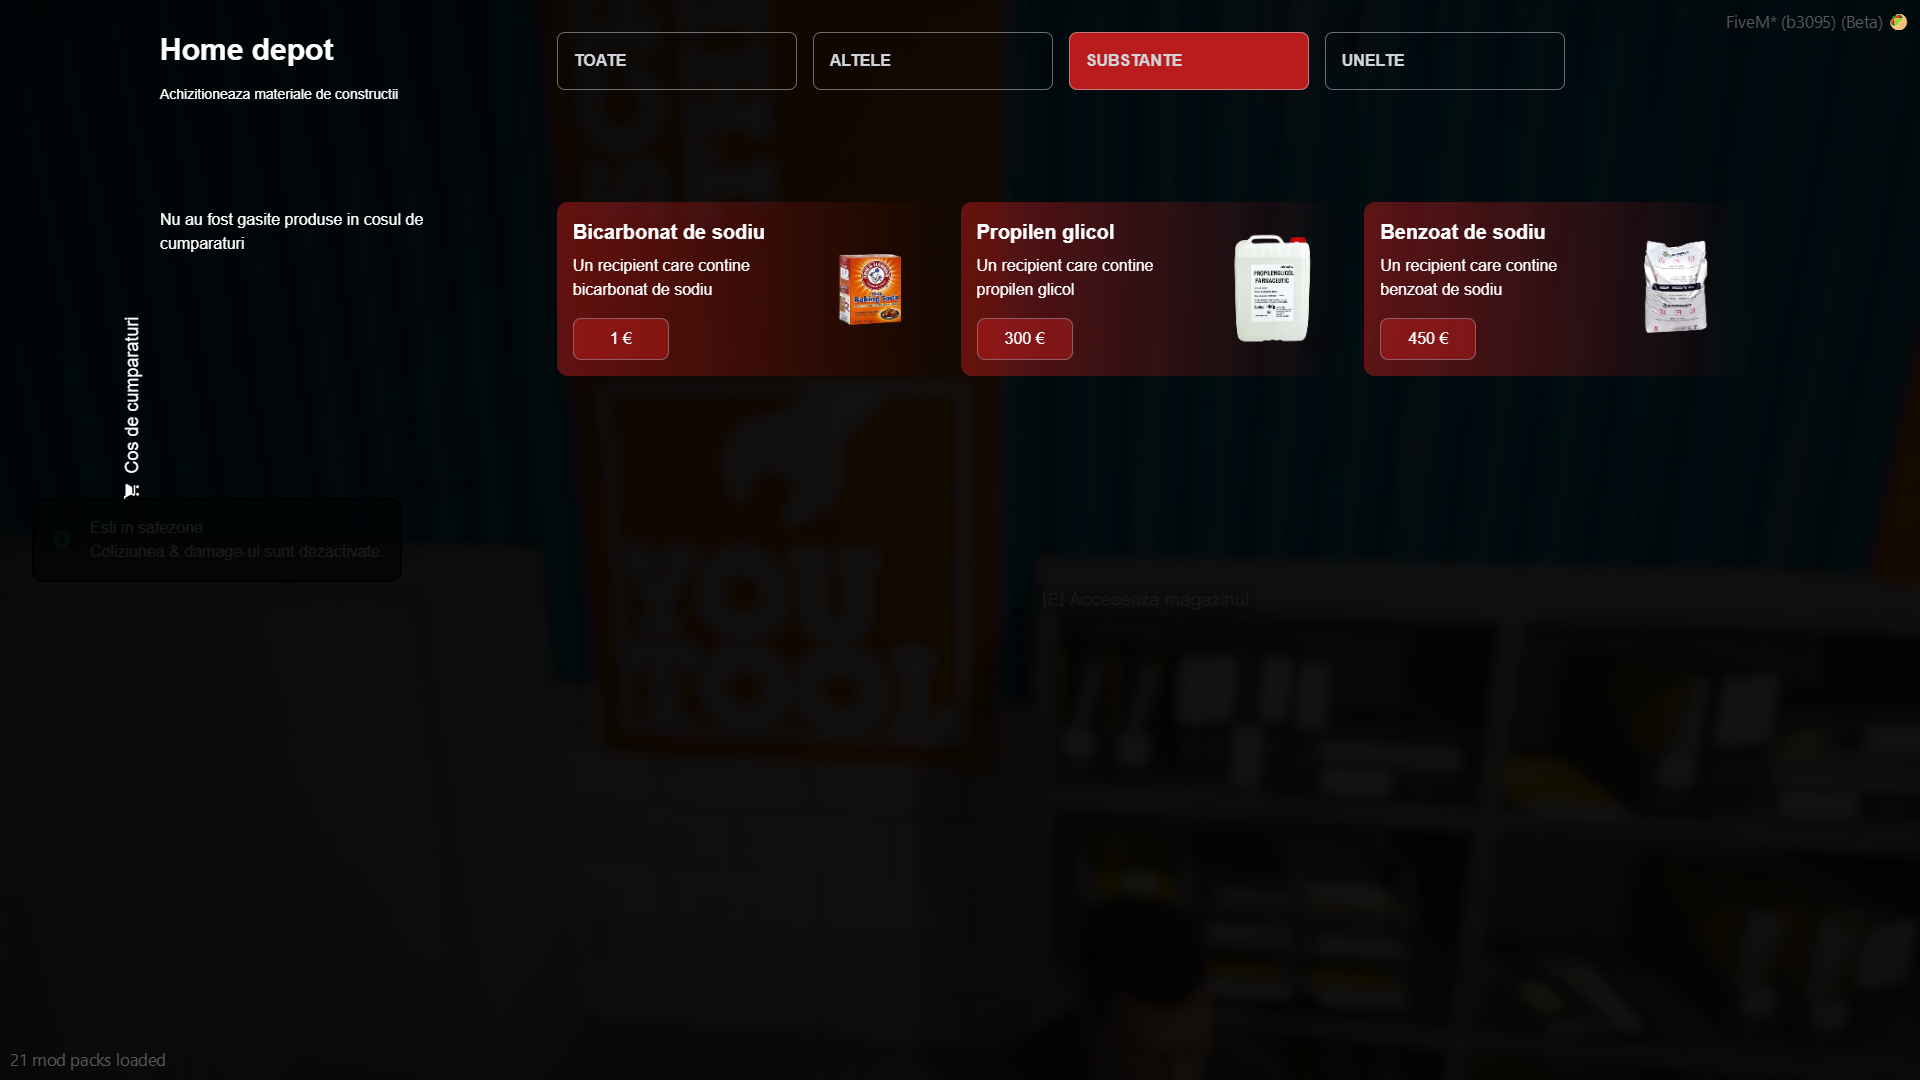 FiveM* (b3095) (Beta)
Home depot
Achizitioneaza materiale de constructii
TOATE
ALTELE
SUBSTANTE
UNELTE
Nu au fost gasite produse in cosul de
cumparaturi
Cos de cumparaturi
Bicarbonat de sodiu
Un recipient care contine
bicarbonat de sodiu
1 €
Propilen glicol
Un recipient care contine
propilen glicol
300 €
PROPILENGLICOL
FARMACEUTIC
Benzoat de sodiu
Un recipient care contine
benzoat de sodiu
450 €
Esti in safezone
Coliziunea & damage-ul sunt dezactivate.
[E] Acceseaza magazinul
YOU
TOOL
21 mod packs loaded